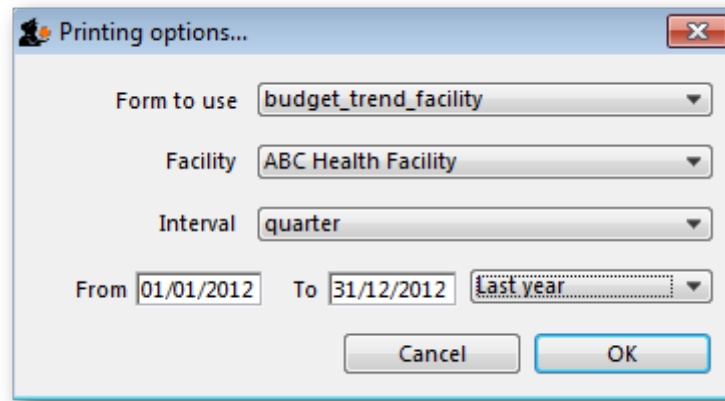 Printing options...
Form to use budget_trend_facility
Facility ABC Health Facility
Interval quarter
From 01/01/2012 To 31/12/2012 Last year
Cancel OK